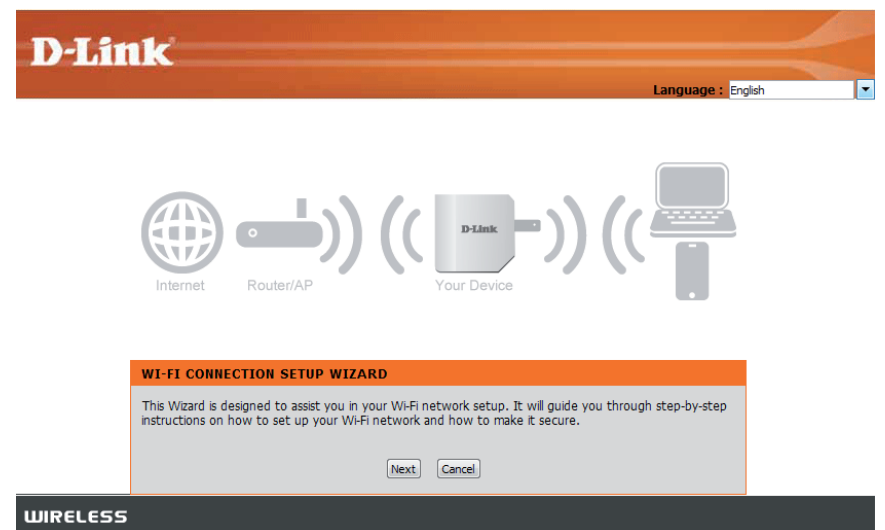 D-Link
Language : English
D-Link
Internet Router/AP Your Device
WI-FI CONNECTION SETUP WIZARD
This Wizard is designed to assist you in your Wi-Fi network setup. It will guide you through step-by-step
instructions on how to set up your Wi-Fi network and how to make it secure.
Next Cancel
WIRELESS